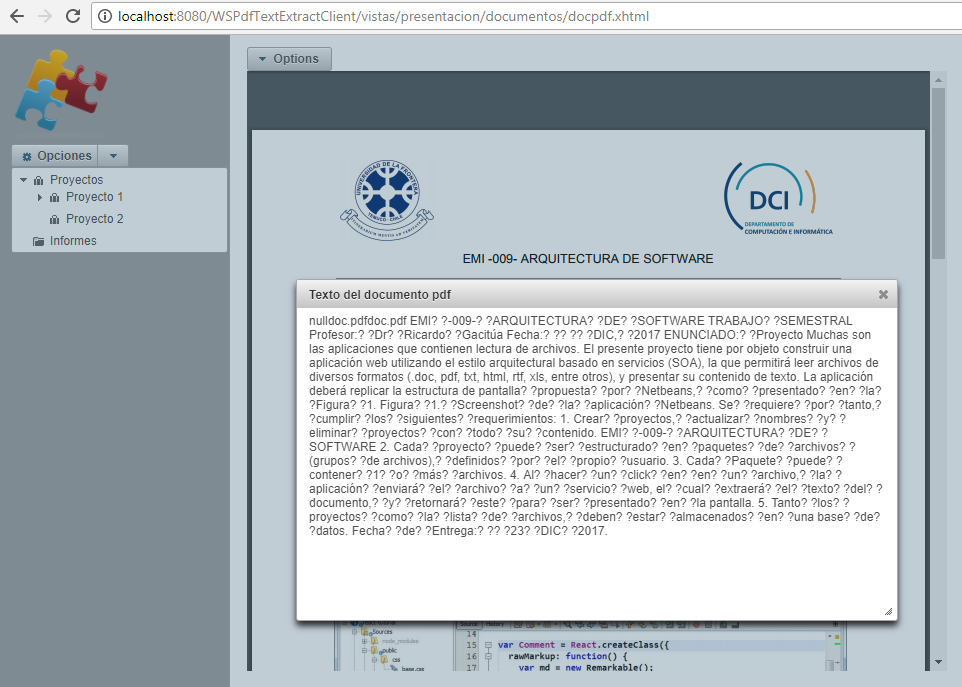 localhost:8080/WSPdfTextExtractClient/vistas/presentacion/documentos/docpdf.xhtml
Options
Opciones
Proyectos
Proyecto 1
Proyecto 2
Informes
UNIVERSIDAD DE LA FRONTERA
TEMUCO - CHILE
DCI
DEPARTAMENTO DE
COMPUTACIÓN E INFORMÁTICA
EMI -009- ARQUITECTURA DE SOFTWARE
Texto del documento pdf
nulldoc.pdfdoc.pdf EMI? ?-009-? ?ARQUITECTURA? ?DE? ?SOFTWARE TRABAJO? ?SEMESTRAL
Profesor:? ?Dr? ?Ricardo? ?Gacitúa Fecha:? ?? ?? ?DIC,? ?2017 ENUNCIADO:? ?Proyecto Muchas son
las aplicaciones que contienen lectura de archivos. El presente proyecto tiene por objeto construir una
aplicación web utilizando el estilo arquitectural basado en servicios (SOA), la que permitirá leer archivos de
diversos formatos (.doc, pdf, txt, html, rtf, xls, entre otros), y presentar su contenido de texto. La aplicación
deberá replicar la estructura de pantalla? ?propuesta? ?por? ?Netbeans,? ?como? ?presentado? ?en? ?la?
?Figura? ?1. Figura? ?1.? ?Screenshot? ?de? ?la? ?aplicación? ?Netbeans. Se? ?requiere? ?por? ?tanto,?
?cumplir? ?los? ?siguientes? ?requerimientos: 1. Crear? ?proyectos,? ?actualizar? ?nombres? ?y? ?
eliminar? ?proyectos? ?con? ?todo? ?su? ?contenido. EMI? ?-009-? ?ARQUITECTURA? ?DE? ?
SOFTWARE 2. Cada? ?proyecto? ?puede? ?ser? ?estructurado? ?en? ?paquetes? ?de? ?archivos? ?
(grupos? ?de archivos),? ?definidos? ?por? ?el? ?propio? ?usuario. 3. Cada? ?Paquete? ?puede? ?
contener? ?1? ?o? ?más? ?archivos. 4. Al? ?hacer? ?un? ?click? ?en? ?en? ?un? ?archivo,? ?la? ?
aplicación? ?enviará? ?el? ?archivo? ?a? ?un? ?servicio? ?web, el? ?cual? ?extraerá? ?el? ?texto? ?del? ?
documento,? ?y? ?retornará? ?este? ?para? ?ser? ?presentado? ?en? ?la pantalla. 5. Tanto? ?los? ?
proyectos? ?como? ?la? ?lista? ?de? ?archivos,? ?deben? ?estar? ?almacenados? ?en? ?una base? ?de?
?datos. Fecha? ?de? ?Entrega:? ?? ?23? ?DIC? ?2017.
Sources
node_modules
public
css
base.css
Source
History
14
15 var Comment = React.createClass({
16 rawMarkup: function() {
17 var md = new Remarkable();